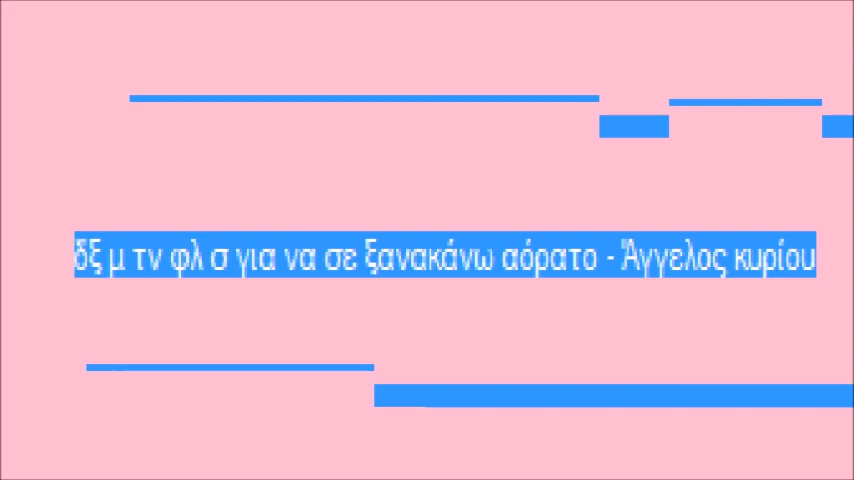 δξ μ τν φλ σ για να σε ξανακάνω αόρατο - Άγγελος κυρίου